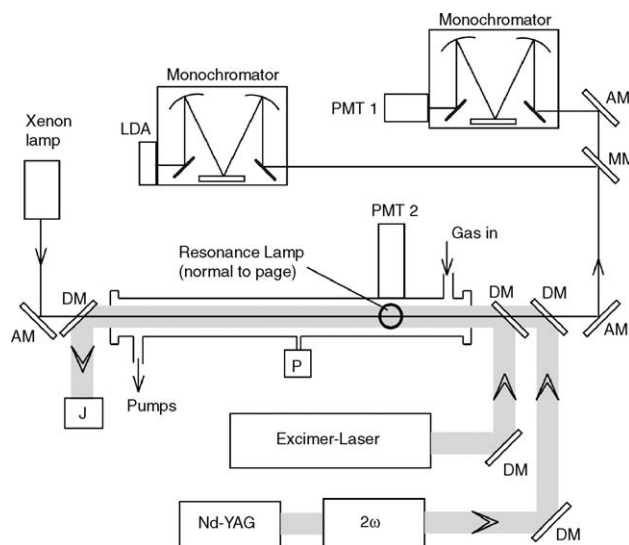 Monochromator
Monochromator
Xenon
lamp
LDA
PMT 1
AM
MM
PMT 2
Resonance Lamp
(normal to page)
Gas in
DM
DM
DM
AM
AM
P
J
Pumps
Excimer-Laser
DM
Nd-YAG
2ω
DM